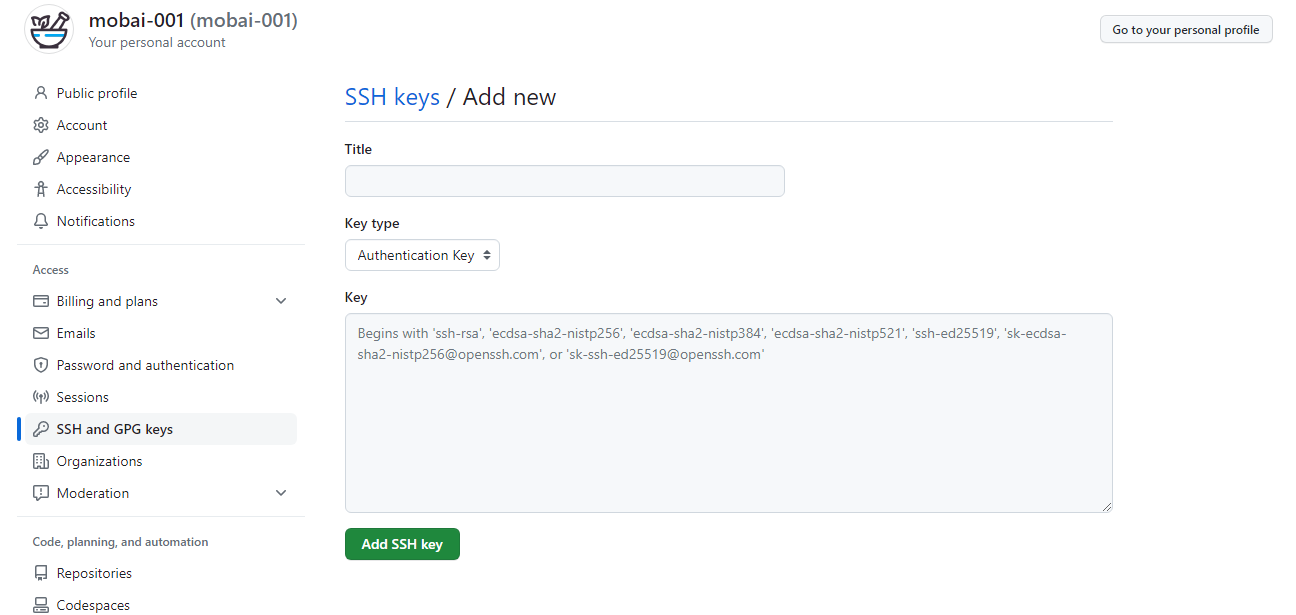 mobai-001 (mobai-001)
Your personal account
Go to your personal profile
Public profile
Account
Appearance
Accessibility
Notifications
Access
Billing and plans
Emails
Password and authentication
Sessions
SSH and GPG keys
Organizations
Moderation
Code, planning, and automation
Repositories
Codespaces
SSH keys / Add new
Title
Key type
Authentication Key
Key
Begins with 'ssh-rsa', 'ecdsa-sha2-nistp256', 'ecdsa-sha2-nistp384', 'ecdsa-sha2-nistp521', 'ssh-ed25519', 'sk-ecdsa-
sha2-nistp256@openssh.com', or 'sk-ssh-ed25519@openssh.com'
Add SSH key